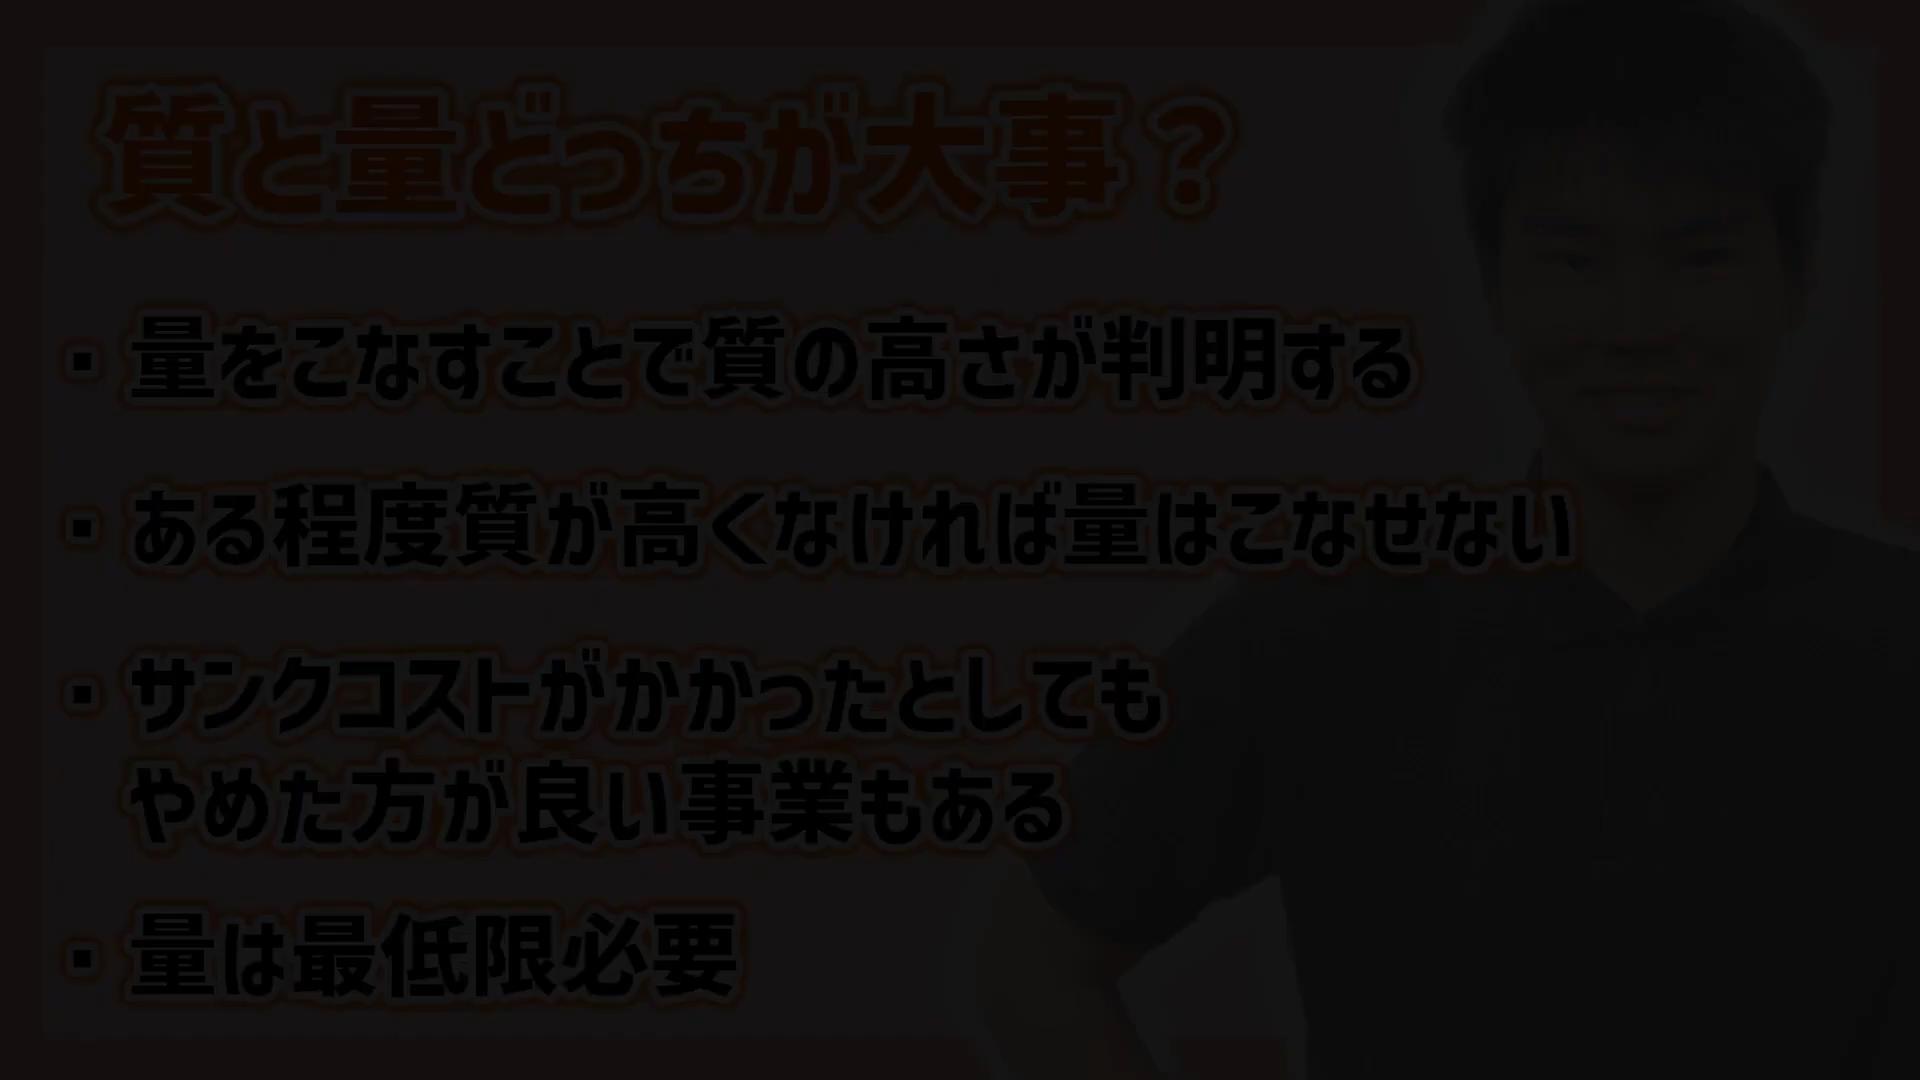 質と量どっちが大事？
・量をこなすことで質の高さが判明する
・ある程度質が高くなければ量はこなせない
・サンクコストがかかったとしても
やめた方が良い事業もある
・量は最低限必要